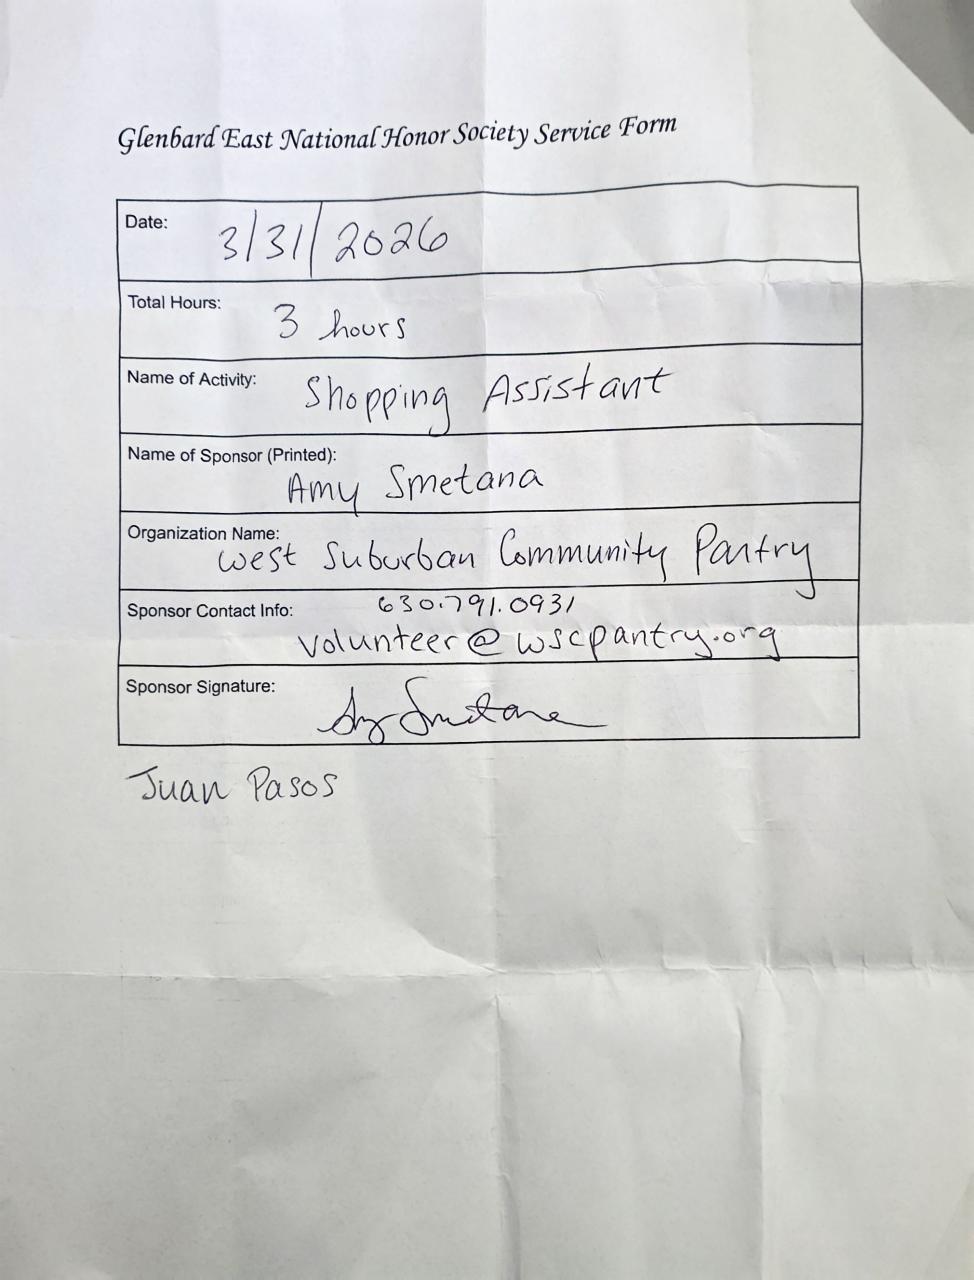 Glenbard East National Honor Society Service Form
Date: 3/31/2026
Total Hours: 3 hours
Name of Activity: Shopping Assistant
Name of Sponsor (Printed):
Amy Smetana
Organization Name:
West Suburban Community Pantry
Sponsor Contact Info: 630.791.0931
volunteer@wscpantry.org
Sponsor Signature:
Amy Smetana
Juan Pasos